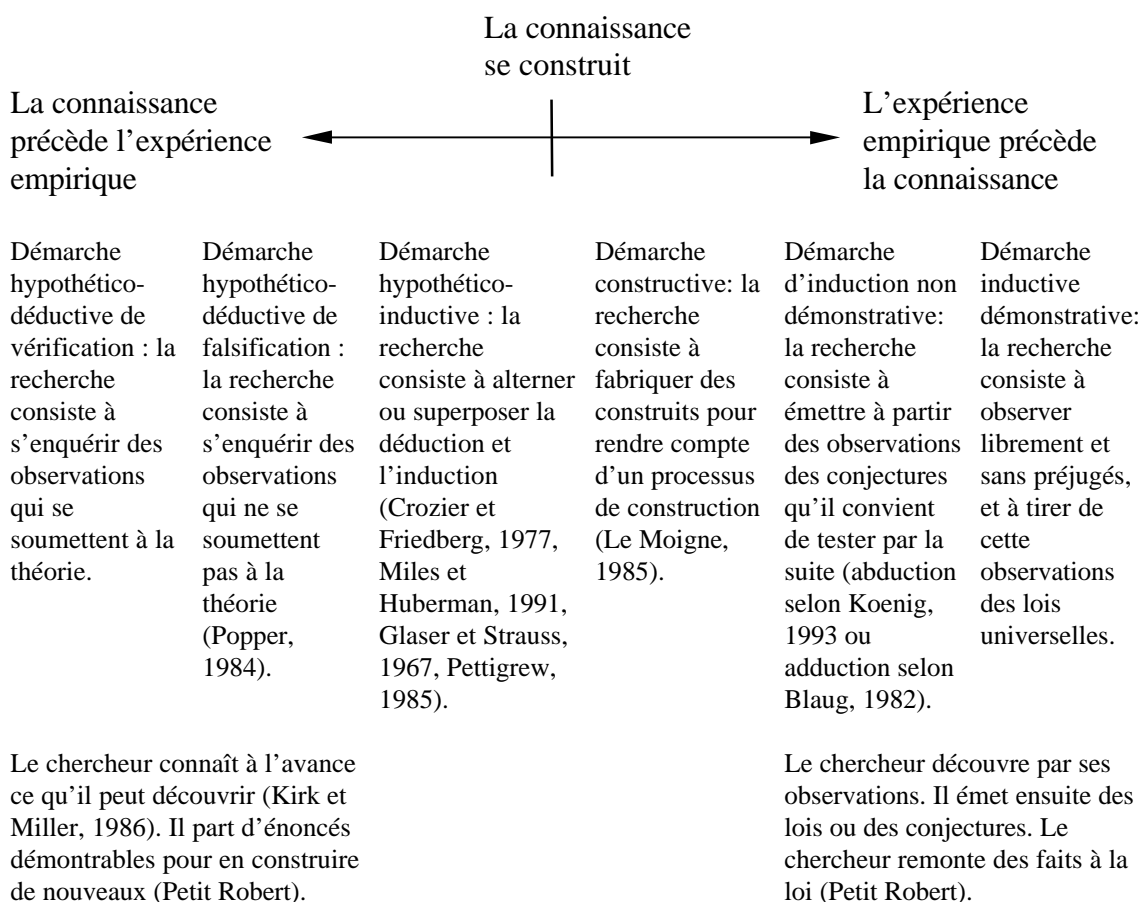 La connaissance
se construit
La connaissance
précède l’expérience
empirique
L’expérience
empirique précède
la connaissance
Démarche
hypothético-
déductive de
vérification : la
recherche
consiste à
s’enquérir des
observations
qui se
soumettent à la
théorie.
Démarche
hypothético-
déductive de
falsification :
la recherche
consiste à
s’enquérir des
observations
qui ne se
soumettent
pas à la
théorie
(Popper,
1984).
Démarche
hypothético-
inductive : la
recherche
consiste à alterner
ou superposer la
déduction et
l’induction
(Crozier et
Friedberg, 1977,
Miles et
Huberman, 1991,
Glaser et Strauss,
1967, Pettigrew,
1985).
Démarche
constructive: la
recherche
consiste à
fabriquer des
construits pour
rendre compte
d’un processus
de construction
(Le Moigne,
1985).
Démarche
d’induction non
démonstrative:
la recherche
consiste à
émettre à partir
des observations
des conjectures
qu’il convient
de tester par la
suite (abduction
selon Koenig,
1993 ou
adduction selon
Blaug, 1982).
Démarche
inductive
démonstrative:
la recherche
consiste à
observer
librement et
sans préjugés,
et à tirer de
cette
observations
des lois
universelles.
Le chercheur connaît à l’avance
ce qu’il peut découvrir (Kirk et
Miller, 1986). Il part d’énoncés
démontrables pour en construire
de nouveaux (Petit Robert).
Le chercheur découvre par ses
observations. Il émet ensuite des
lois ou des conjectures. Le
chercheur remonte des faits à la
loi (Petit Robert).